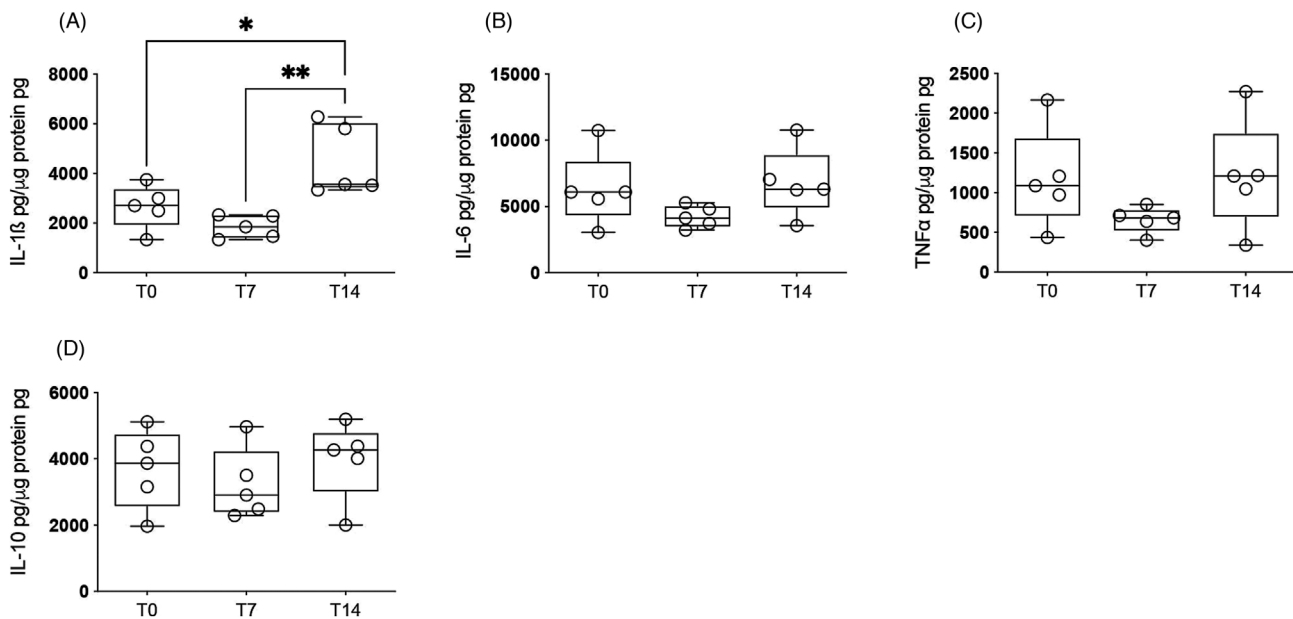 (A)
*
**
IL-1ß pg/µg protein pg
8000
6000
4000
2000
0
T0 T7 T14
(B)
IL-6 pg/µg protein pg
15000
10000
5000
0
T0 T7 T14
(C)
TNFα pg/µg protein pg
2500
2000
1500
1000
500
0
T0 T7 T14
(D)
IL-10 pg/µg protein pg
6000
4000
2000
0
T0 T7 T14